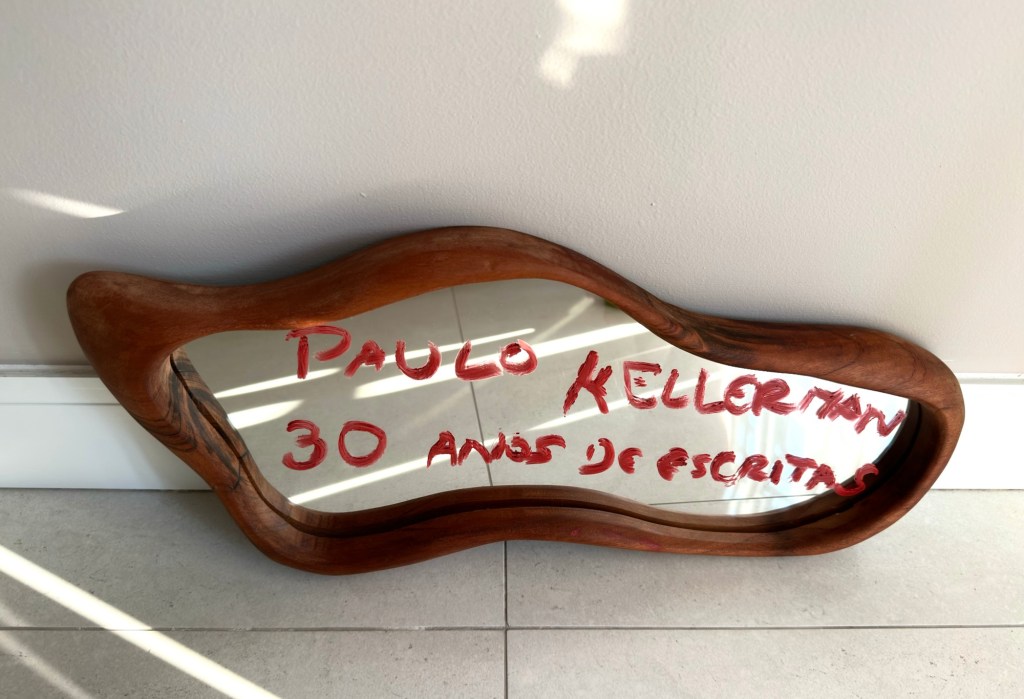 PAULO KELLERMAN
30 ANOS DE ESCRITAS